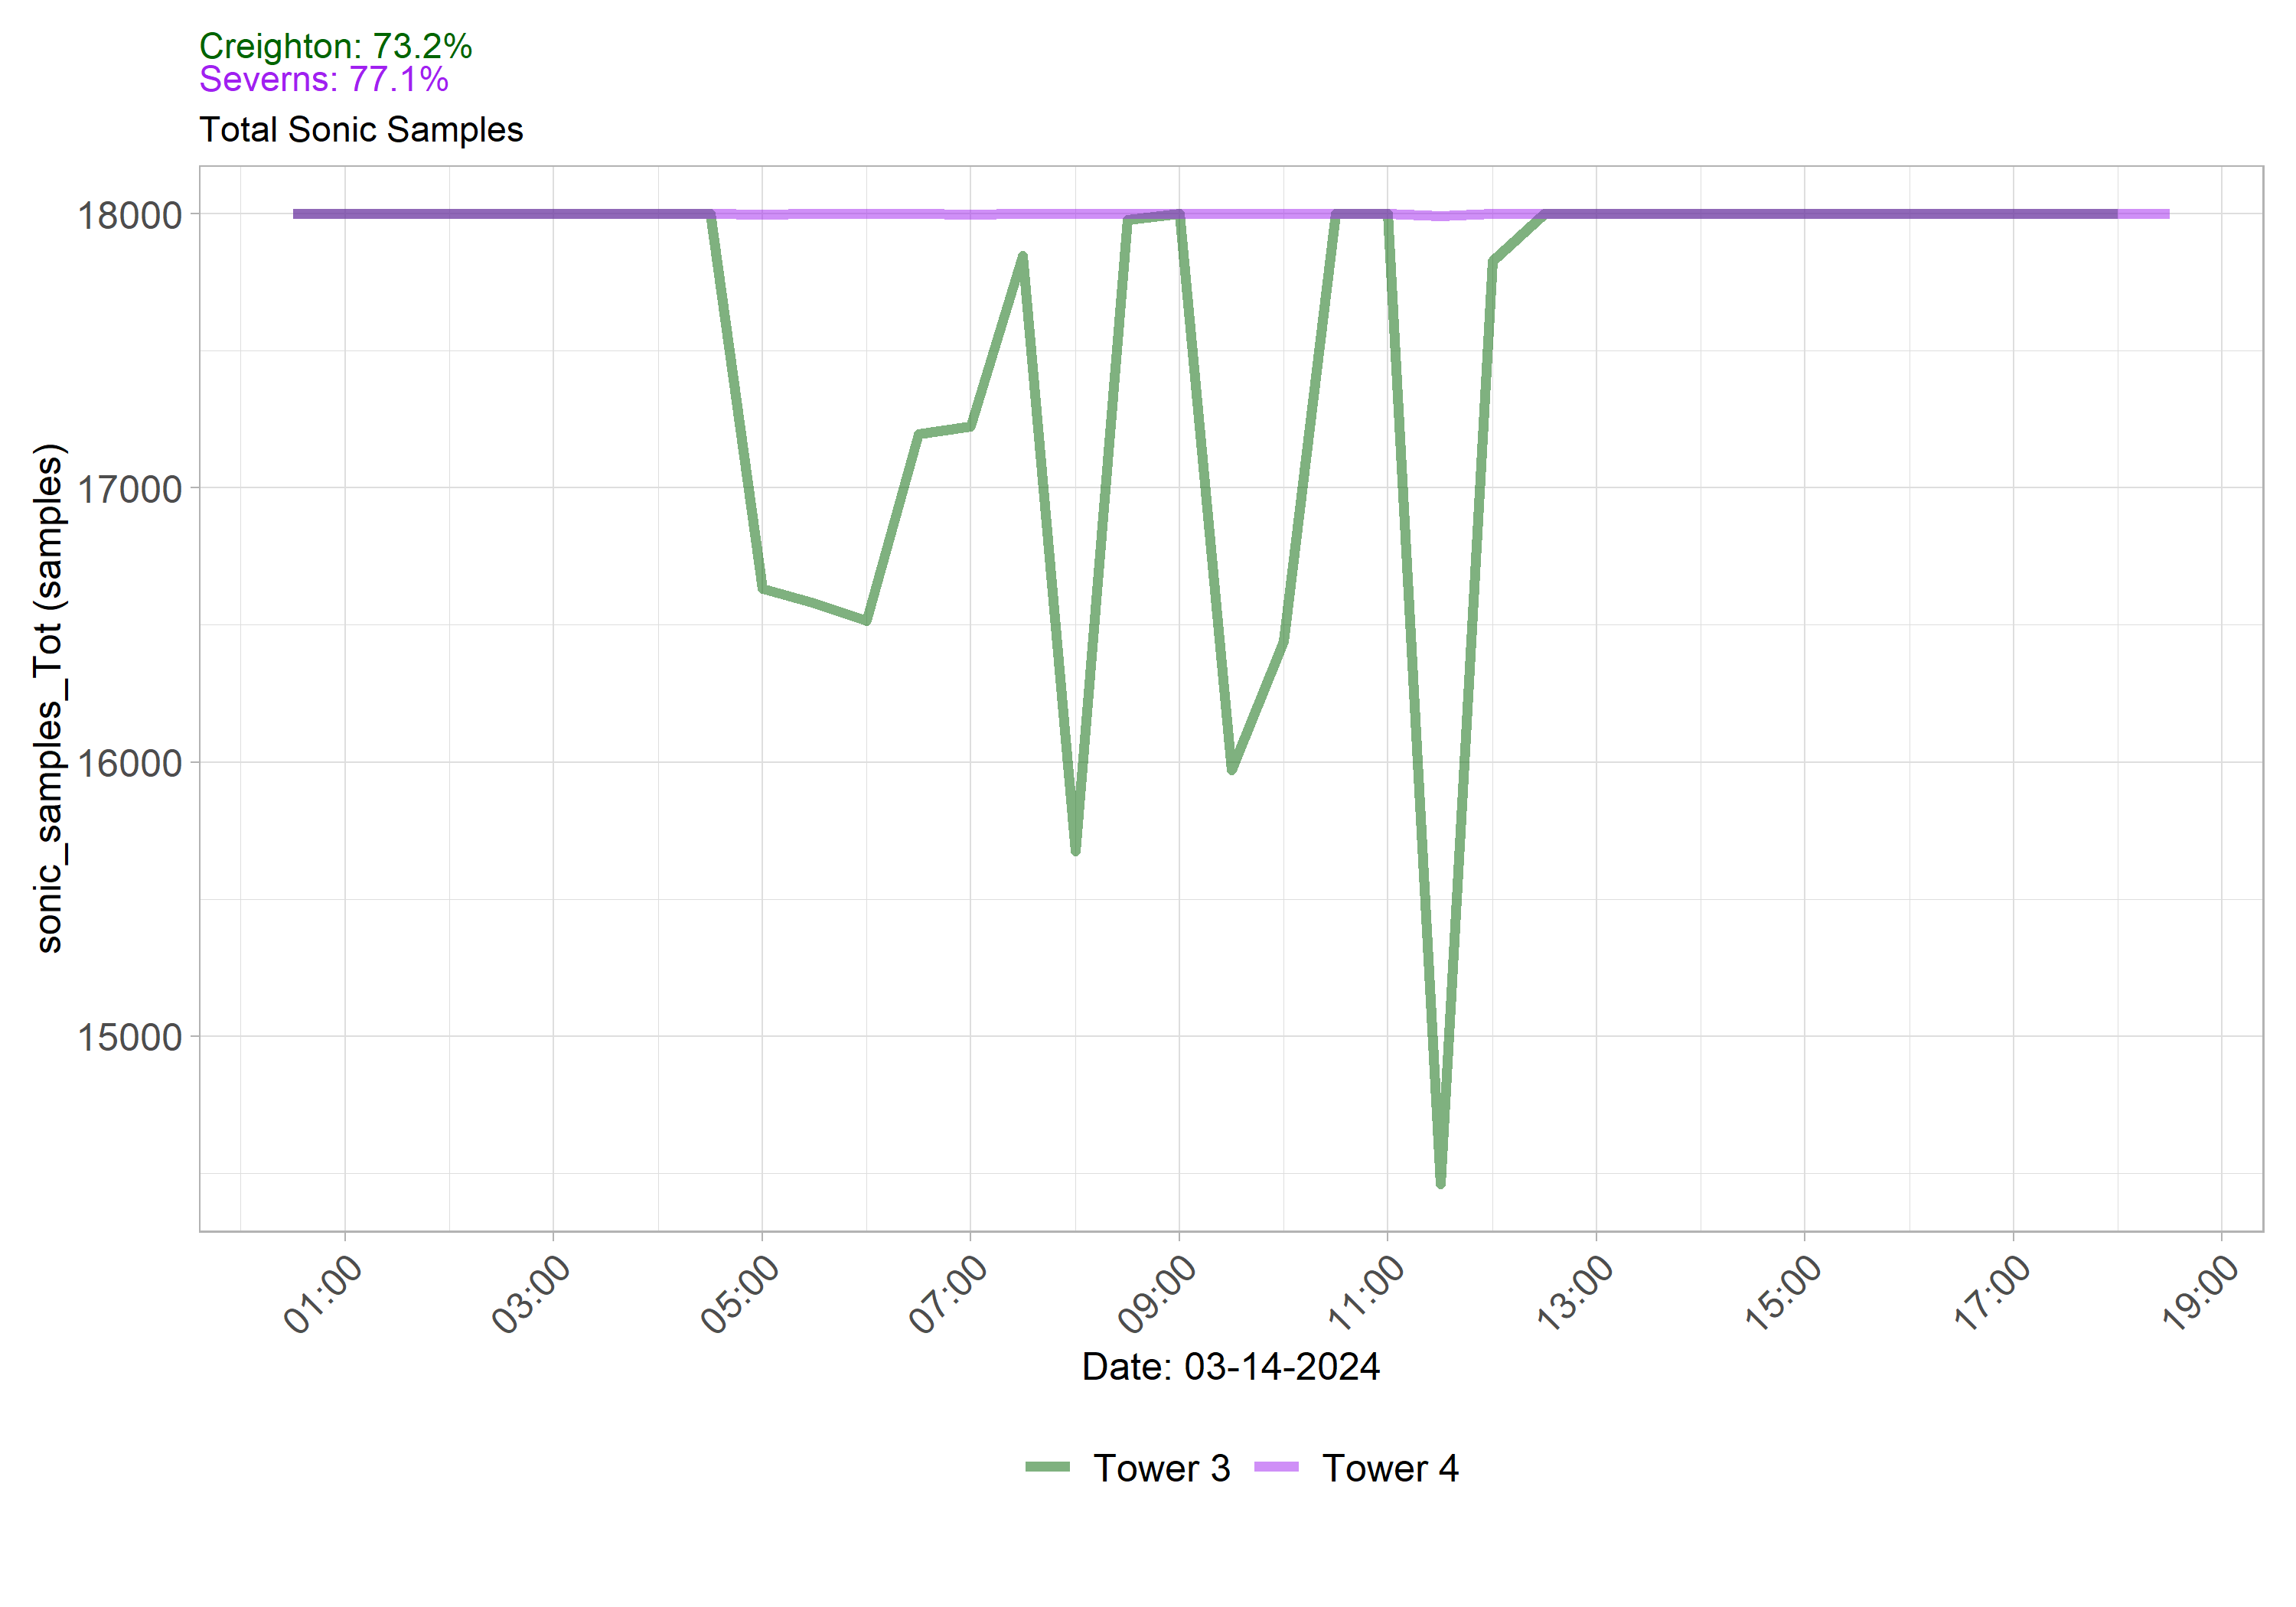 Creighton: 73.2%
Severns: 77.1%
Total Sonic Samples
18000
17000
16000
15000
sonic_samples_Tot (samples)
01:00
03:00
05:00
07:00
09:00
11:00
13:00
15:00
17:00
19:00
Date: 03-14-2024
Tower 3
Tower 4